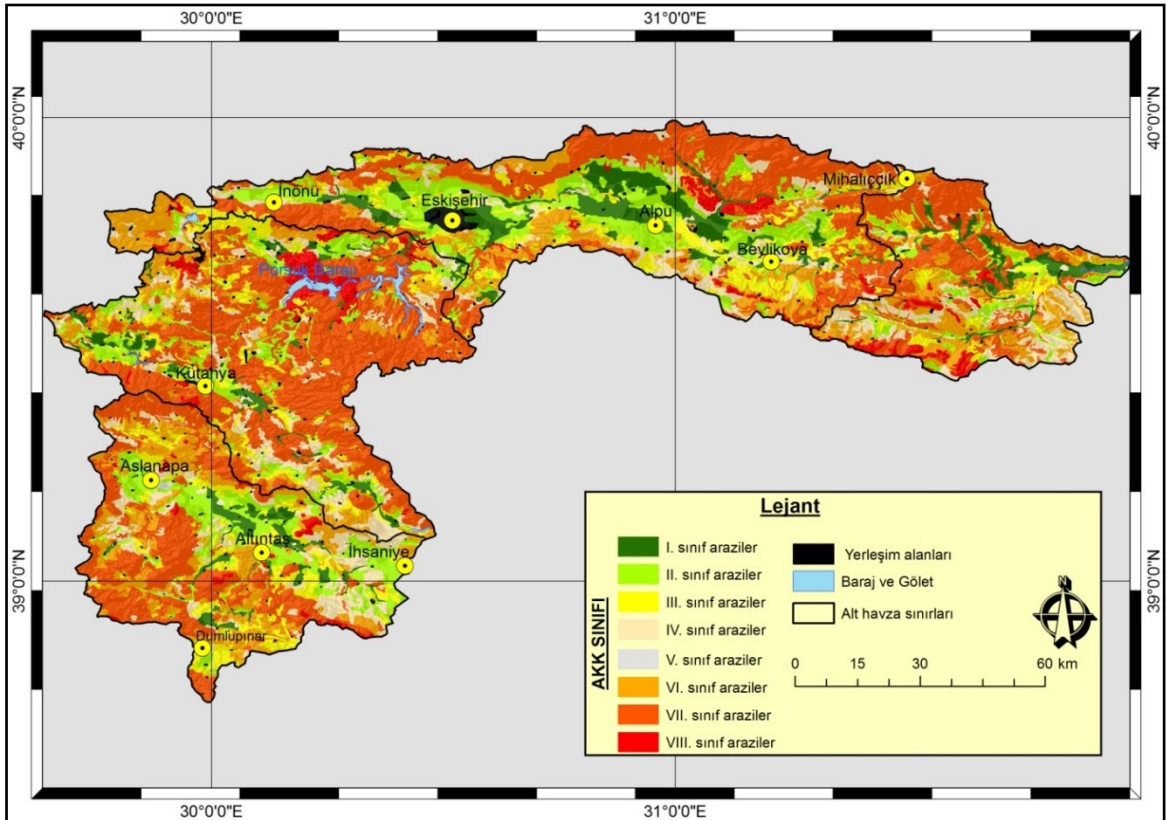 30°0'0"E
31°0'0"E
40°0'0"N
40°0'0"N
Mihalıççık
İnönü
Eskişehir
Alpu
Beylikova
Porsuk Barajı
Kütahya
Aslanapa
Altıntaş
İhsaniye
39°0'0"N
39°0'0"N
Dumlupınar
Lejant
AKK SINIFI
I. sınıf araziler
II. sınıf araziler
III. sınıf araziler
IV. sınıf araziler
V. sınıf araziler
VI. sınıf araziler
VII. sınıf araziler
VIII. sınıf araziler
Yerleşim alanları
Baraj ve Gölet
Alt havza sınırları
N
0 15 30 60 km
30°0'0"E
31°0'0"E